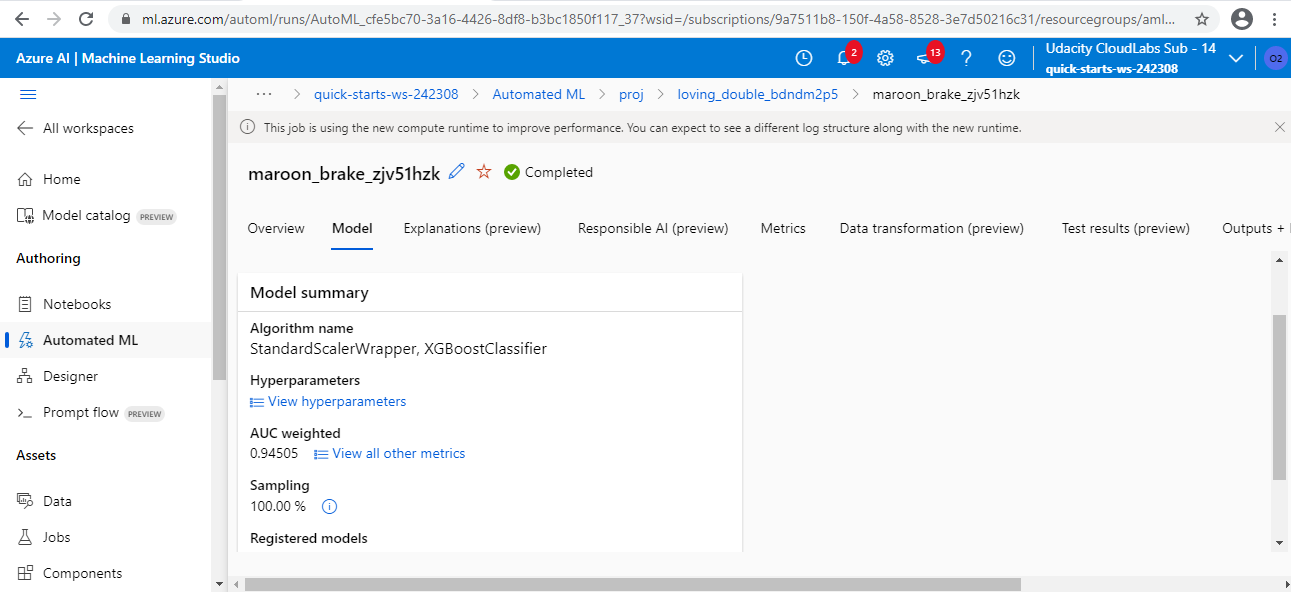 ml.azure.com/automl/runs/AutoML_cfe5bc70-3a16-4426-8df8-b3bc1850f117_37?wsid=/subscriptions/9a7511b8-150f-4a58-8528-3e7d50216c31/resourcegroups/aml...
Azure AI | Machine Learning Studio
2
13
Udacity CloudLabs Sub - 14
quick-starts-ws-242308
O2
All workspaces
Home
Model catalog PREVIEW
Authoring
Notebooks
Automated ML
Designer
Prompt flow PREVIEW
Assets
Data
Jobs
Components
... > quick-starts-ws-242308 > Automated ML > proj > loving_double_bdndm2p5 > maroon_brake_zjv51hzk
This job is using the new compute runtime to improve performance. You can expect to see a different log structure along with the new runtime.
maroon_brake_zjv51hzk Completed
Overview Model Explanations (preview) Responsible AI (preview) Metrics Data transformation (preview) Test results (preview) Outputs +
Model summary
Algorithm name
StandardScalerWrapper, XGBoostClassifier
Hyperparameters
View hyperparameters
AUC weighted
0.94505 View all other metrics
Sampling
100.00 %
Registered models